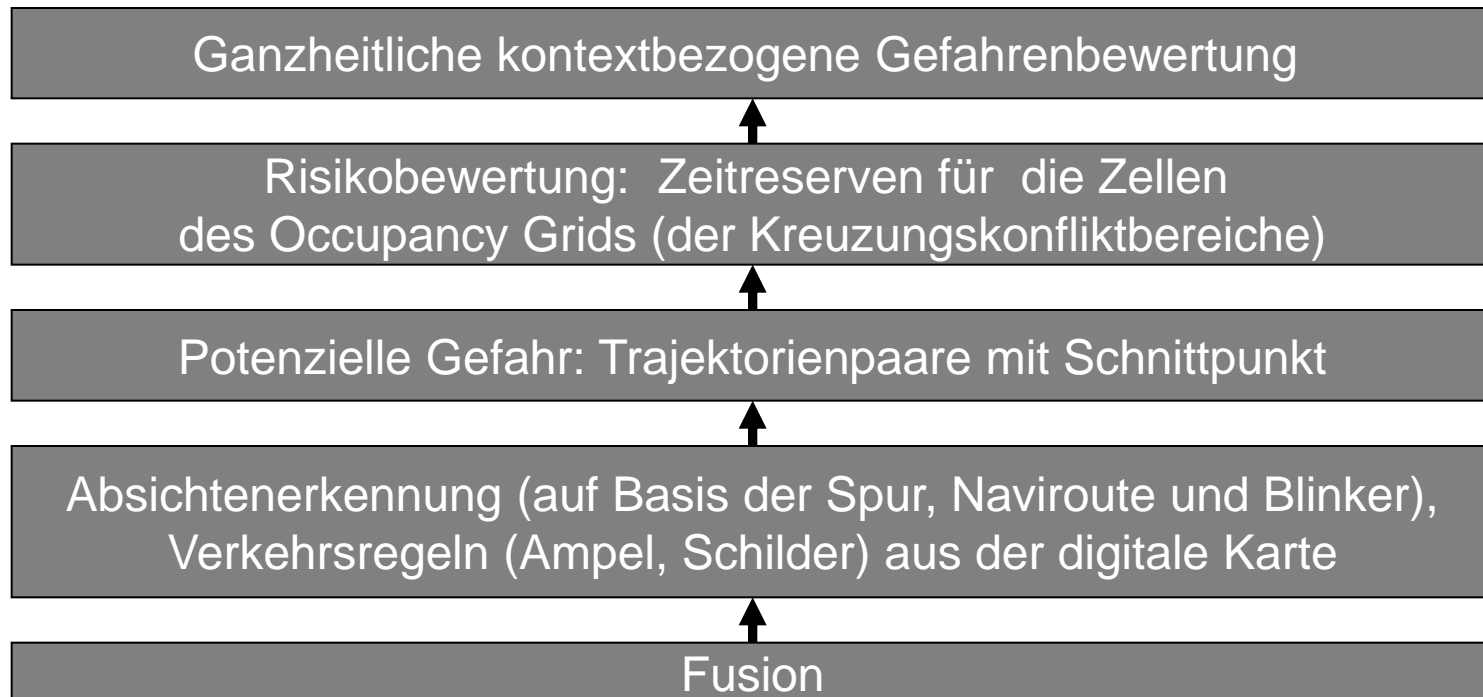 Ganzheitliche kontextbezogene Gefahrenbewertung
Risikobewertung: Zeitreserven für die Zellen
des Occupancy Grids (der Kreuzungskonfliktbereiche)
Potenzielle Gefahr: Trajektorienpaare mit Schnittpunkt
Absichtenerkennung (auf Basis der Spur, Naviroute und Blinker),
Verkehrsregeln (Ampel, Schilder) aus der digitale Karte
Fusion